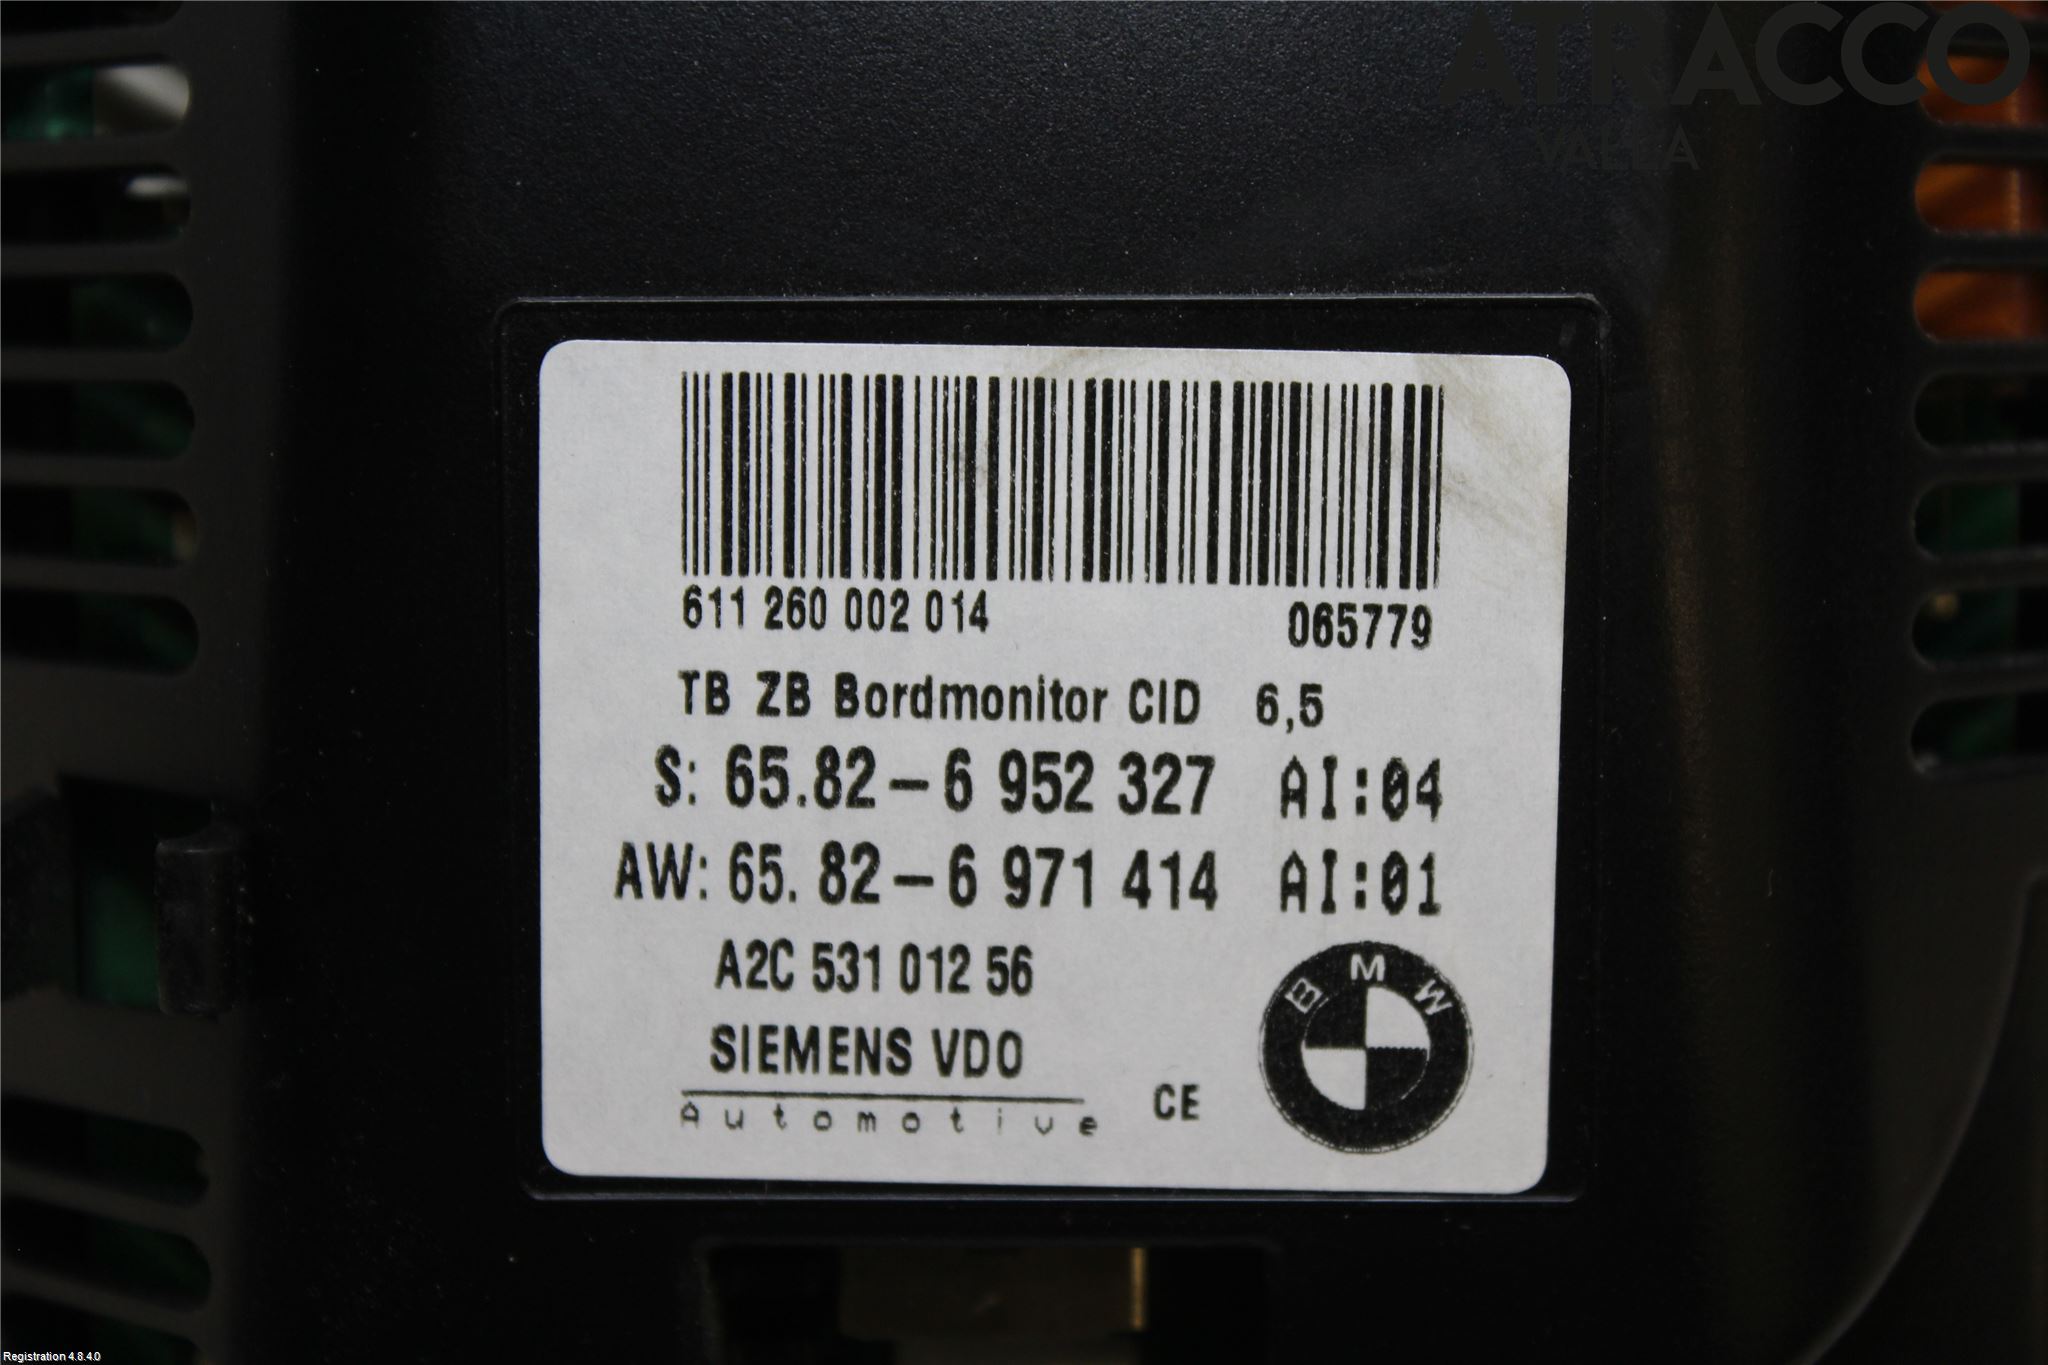 ATRACCO
VALLA
611 260 002 014 065779
TB ZB Bordmonitor CID 6,5
S: 65.82-6 952 327 AI:04
AW: 65.82-6 971 414 AI:01
A2C 531 012 56
BMW
SIEMENS VDO
Automotive CE
Registration 4.8.4.0